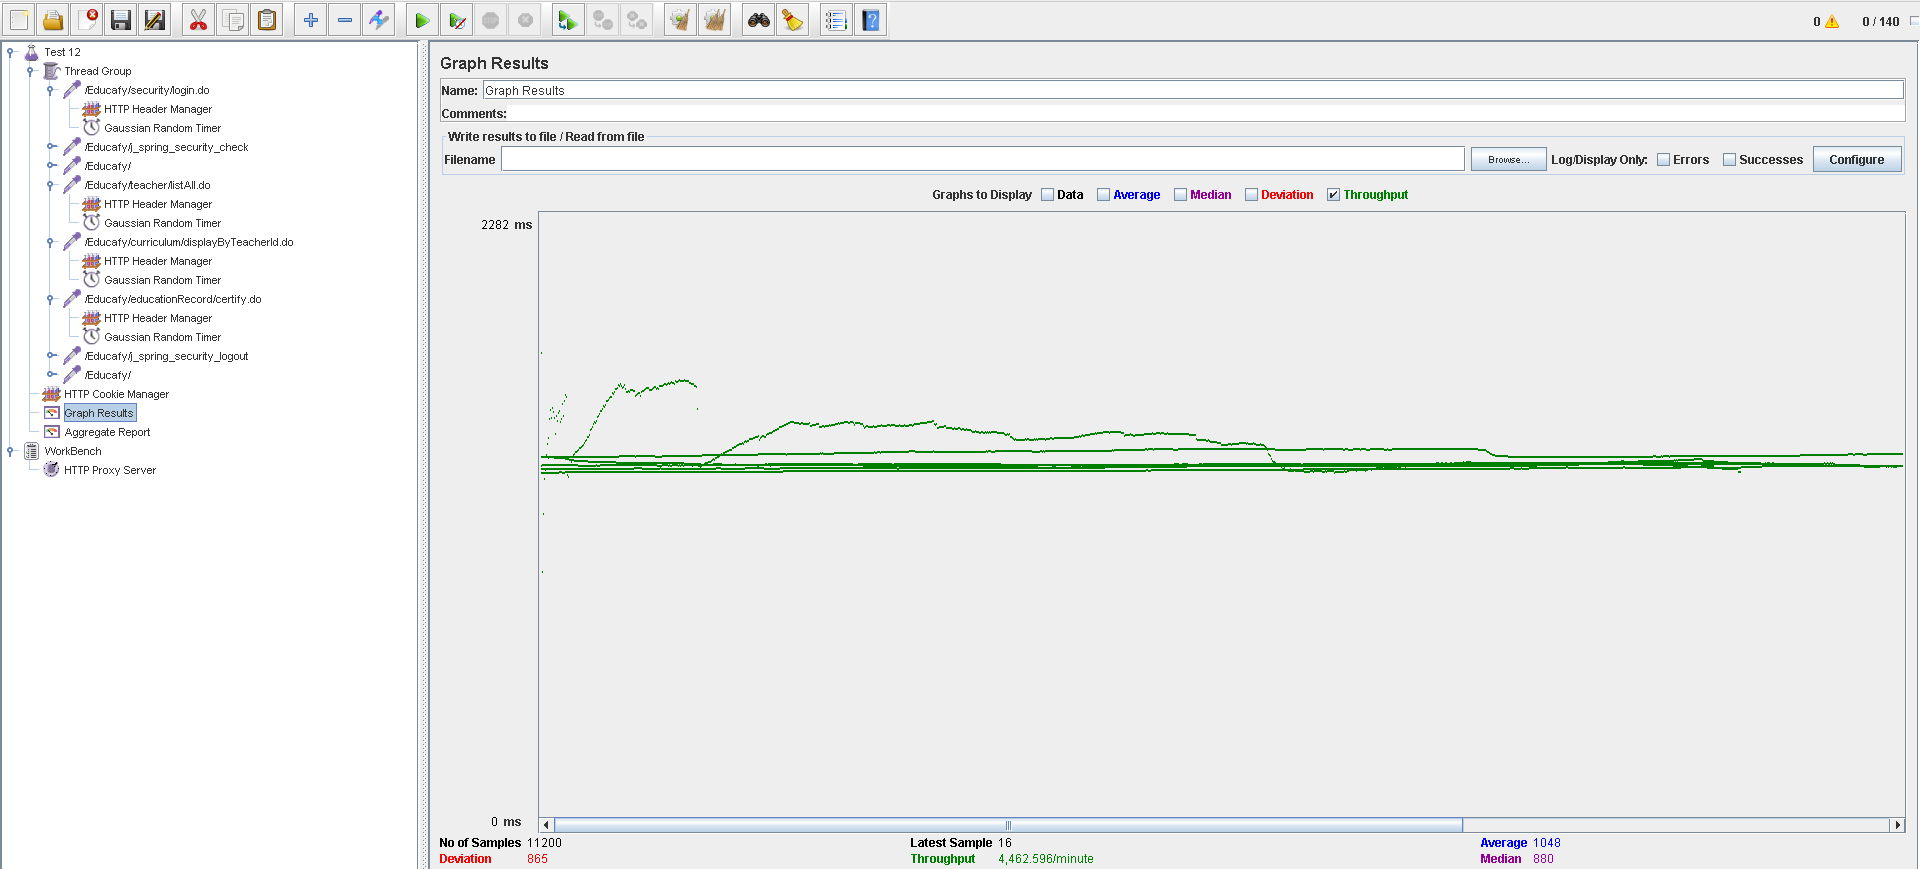 0
0 / 140
Test 12
Thread Group
/Educafy/security/login.do
HTTP Header Manager
Gaussian Random Timer
/Educafy/j_spring_security_check
/Educafy/
/Educafy/teacher/listAll.do
HTTP Header Manager
Gaussian Random Timer
/Educafy/curriculum/displayByTeacherId.do
HTTP Header Manager
Gaussian Random Timer
/Educafy/educationRecord/certify.do
HTTP Header Manager
Gaussian Random Timer
/Educafy/j_spring_security_logout
/Educafy/
HTTP Cookie Manager
Graph Results
Aggregate Report
WorkBench
HTTP Proxy Server
Graph Results
Name: Graph Results
Comments:
Write results to file / Read from file
Filename Browse... Log/Display Only: Errors Successes Configure
Graphs to Display Data Average Median Deviation Throughput
2282 ms
0 ms
No of Samples 11200 Latest Sample 16 Average 1048
Deviation 865 Throughput 4,462.596/minute Median 880